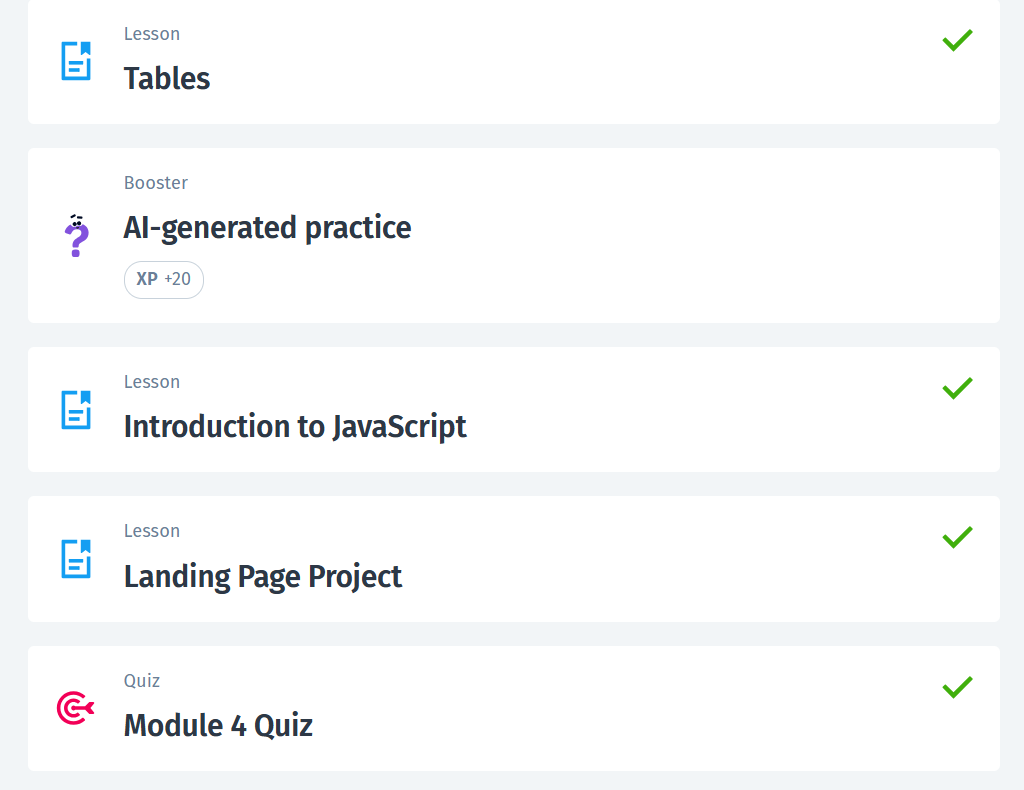 Lesson
Tables
Booster
AI-generated practice
XP +20
Lesson
Introduction to JavaScript
Lesson
Landing Page Project
Quiz
Module 4 Quiz